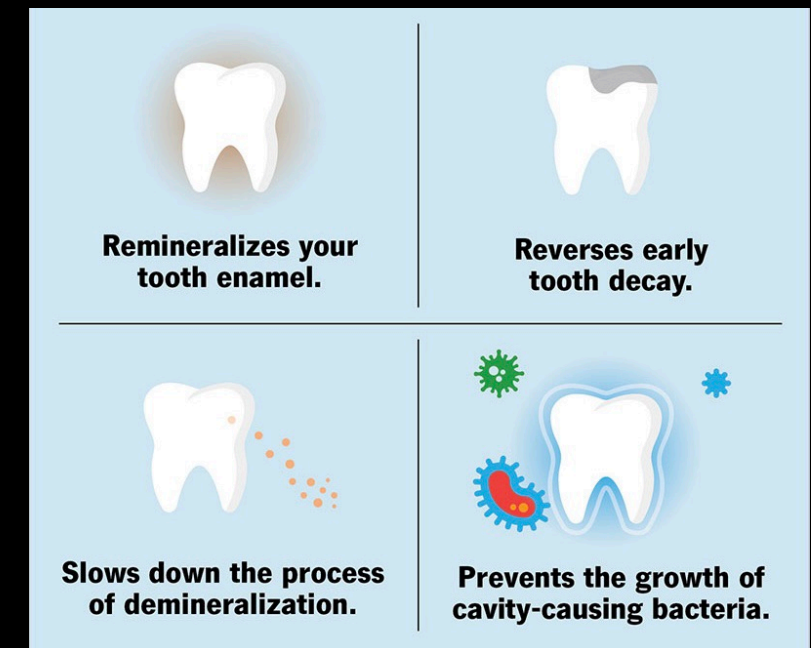 Remineralizes your
tooth enamel.
Reverses early
tooth decay.
Slows down the process
of demineralization.
Prevents the growth of
cavity-causing bacteria.